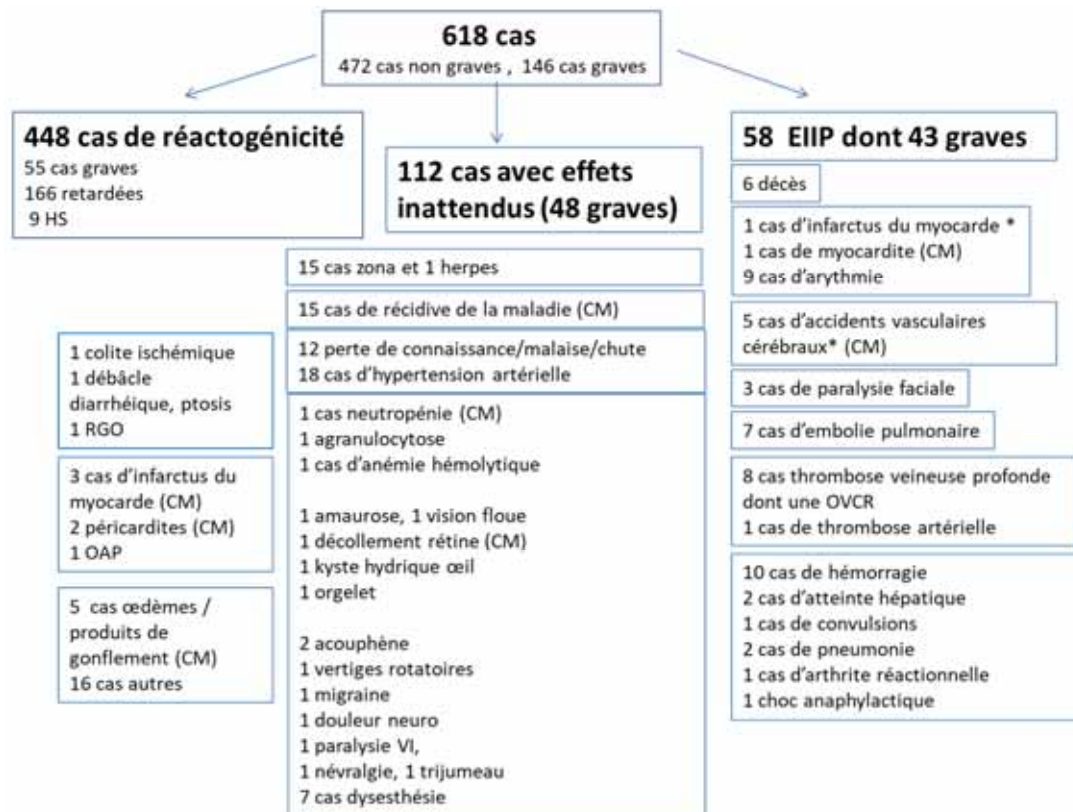 618 cas
472 cas non graves , 146 cas graves
448 cas de réactogénicité
55 cas graves
166 retardées
9 HS
112 cas avec effets
inattendus (48 graves)
15 cas zona et 1 herpes
15 cas de récidive de la maladie (CM)
12 perte de connaissance/malaise/chute
18 cas d'hypertension artérielle
1 colite ischémique
1 débâcle
diarrhéique, ptosis
1 RGO
3 cas d'infarctus du
myocarde (CM)
2 péricardites (CM)
1 OAP
5 cas œdèmes /
produits de
gonflement (CM)
16 cas autres
1 cas neutropénie (CM)
1 agranulocytose
1 cas d'anémie hémolytique
1 amaurose, 1 vision floue
1 décollement rétine (CM)
1 kyste hydrique œil
1 orgelet
2 acouphène
1 vertiges rotatoires
1 migraine
1 douleur neuro
1 paralysie VI,
1 névralgie, 1 trijumeau
7 cas dysesthésie
58 EIIP dont 43 graves
6 décès
1 cas d'infarctus du myocarde *
1 cas de myocardite (CM)
9 cas d'arythmie
5 cas d'accidents vasculaires
cérébraux* (CM)
3 cas de paralysie faciale
7 cas d'embolie pulmonaire
8 cas thrombose veineuse profonde
dont une OVCR
1 cas de thrombose artérielle
10 cas de hémorragie
2 cas d'atteinte hépatique
1 cas de convulsions
2 cas de pneumonie
1 cas d'arthrite réactionnelle
1 choc anaphylactique